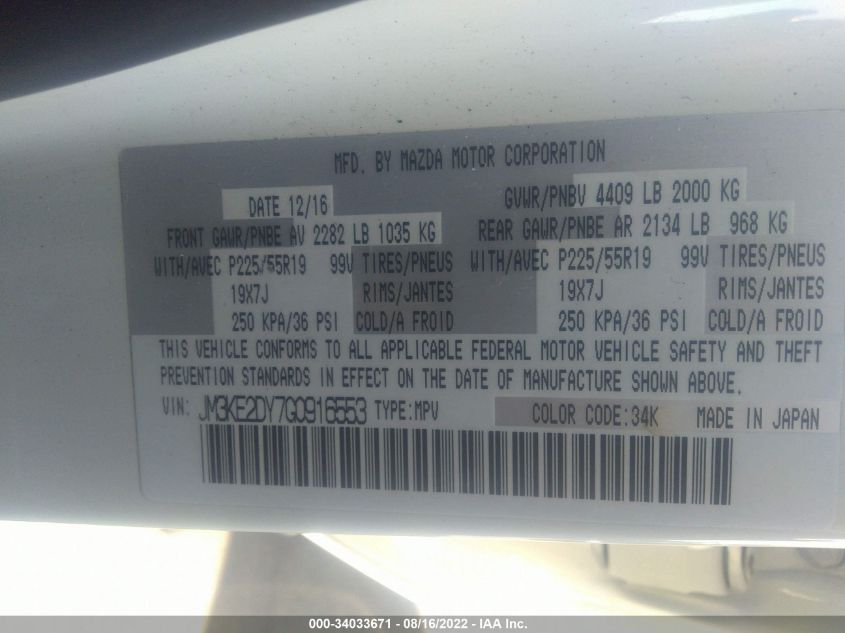 MFD. BY MAZDA MOTOR CORPORATION
DATE 12/16 GVWR/PNBV 4409 LB 2000 KG
FRONT GAWR/PNBE AV 2282 LB 1035 KG REAR GAWR/PNBE AR 2134 LB 968 KG
WITH/AVEC P225/55R19 99V TIRES/PNEUS WITH/AVEC P225/55R19 99V TIRES/PNEUS
19X7J RIMS/JANTES 19X7J RIMS/JANTES
250 KPA/36 PSI COLD/A FROID 250 KPA/36 PSI COLD/A FROID
THIS VEHICLE CONFORMS TO ALL APPLICABLE FEDERAL MOTOR VEHICLE SAFETY AND THEFT
PREVENTION STANDARDS IN EFFECT ON THE DATE OF MANUFACTURE SHOWN ABOVE.
VIN: JM3KE2DY7G0916553 TYPE:MPV COLOR CODE:34K MADE IN JAPAN
000-34033671 - 08/16/2022 - IAA Inc.